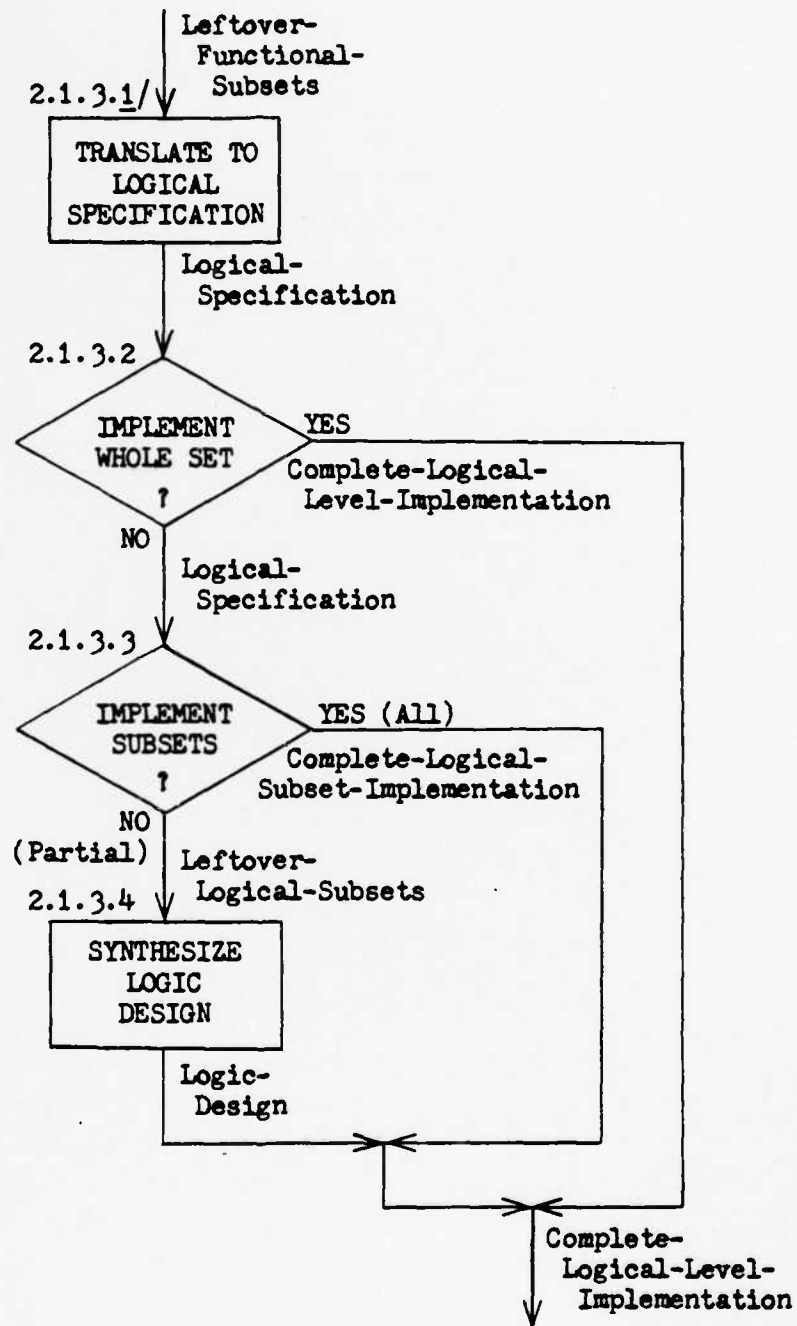 Leftover-
Functional-
Subsets
2.1.3.1/
TRANSLATE TO
LOGICAL
SPECIFICATION
Logical-
Specification
2.1.3.2
IMPLEMENT
WHOLE SET
?
YES
Complete-Logical-
Level-Implementation
NO
Logical-
Specification
2.1.3.3
IMPLEMENT
SUBSETS
?
YES (All)
Complete-Logical-
Subset-Implementation
NO
(Partial)
Leftover-
Logical-Subsets
2.1.3.4
SYNTHESIZE
LOGIC
DESIGN
Logic-
Design
Complete-
Logical-Level-
Implementation